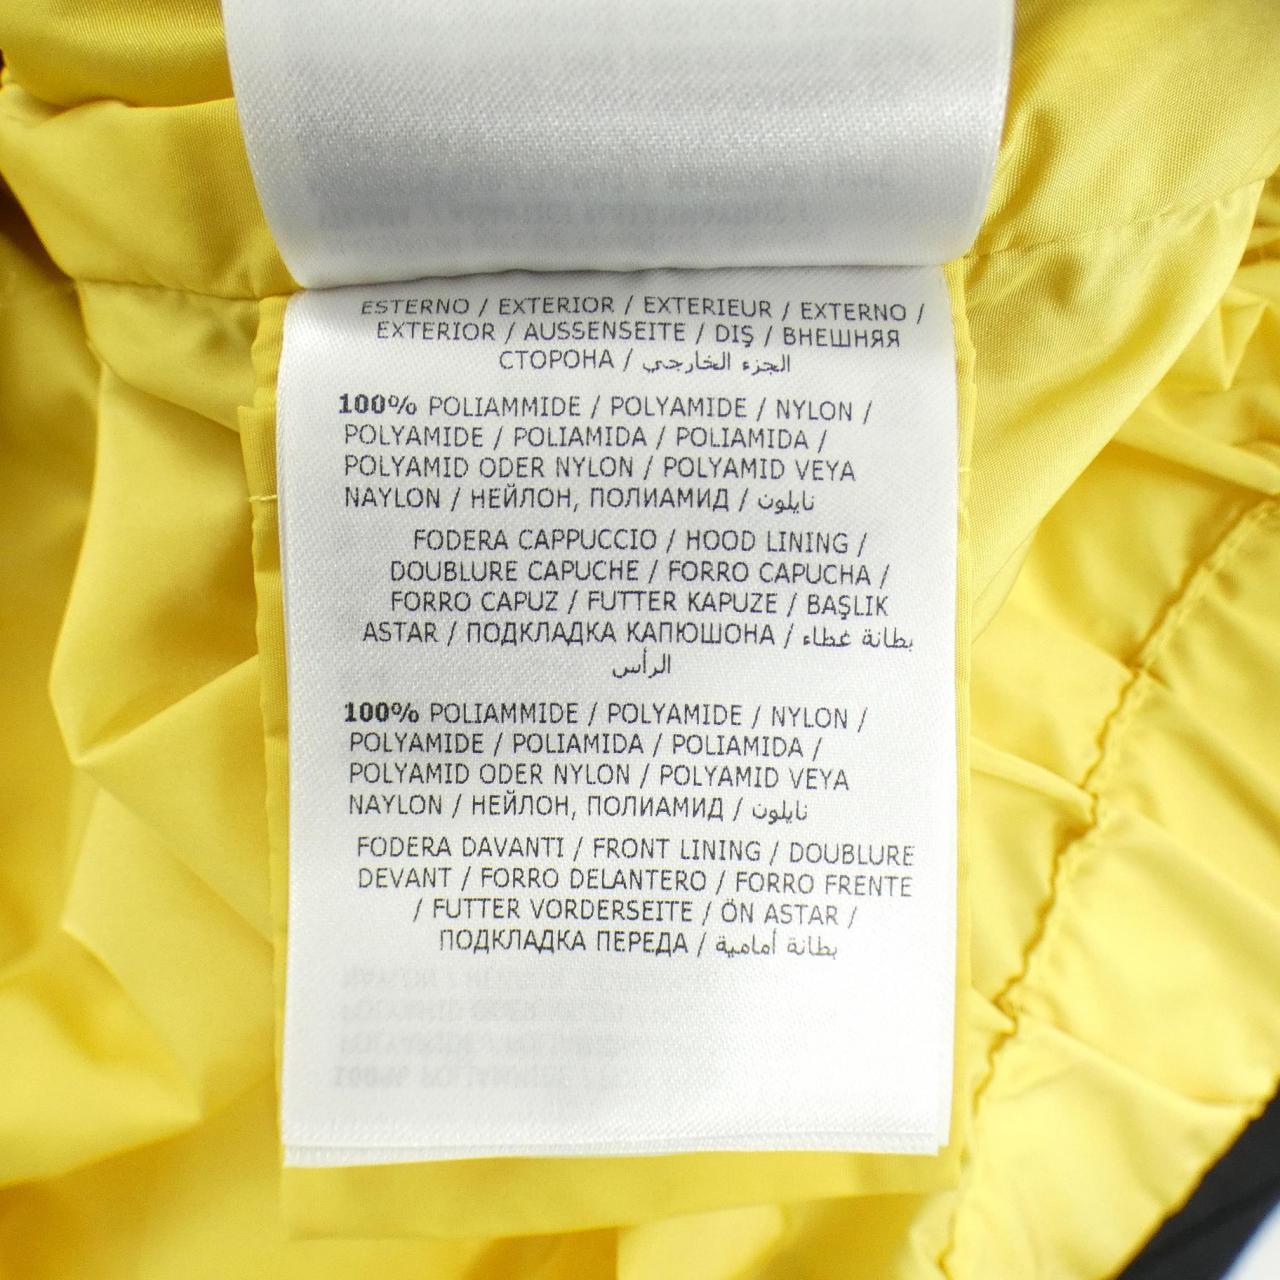 ESTERNO / EXTERIOR / EXTERIEUR / EXTERNO /
EXTERIOR / AUSSENSEITE / DIŞ / ВНЕШНЯЯ
СТОРОНА / الجزء الخارجي
100% POLIAMMIDE / POLYAMIDE / NYLON /
POLYAMIDE / POLIAMIDA / POLIAMIDA /
POLYAMID ODER NYLON / POLYAMID VEYA
NAYLON / НЕЙЛОН, ПОЛИАМИД / نايلون
FODERA CAPPUCCIO / HOOD LINING /
DOUBLURE CAPUCHE / FORRO CAPUCHA /
FORRO CAPUZ / FUTTER KAPUZE / BAŞLIK
ASTAR / ПОДКЛАДКА КАПЮШОНА / بطانة غطاء
الرأس
100% POLIAMMIDE / POLYAMIDE / NYLON /
POLYAMIDE / POLIAMIDA / POLIAMIDA /
POLYAMID ODER NYLON / POLYAMID VEYA
NAYLON / НЕЙЛОН, ПОЛИАМИД / نايلون
FODERA DAVANTI / FRONT LINING / DOUBLURE
DEVANT / FORRO DELANTERO / FORRO FRENTE
/ FUTTER VORDERSEITE / ÖN ASTAR /
ПОДКЛАДКА ПЕРЕДА / بطانة أمامية